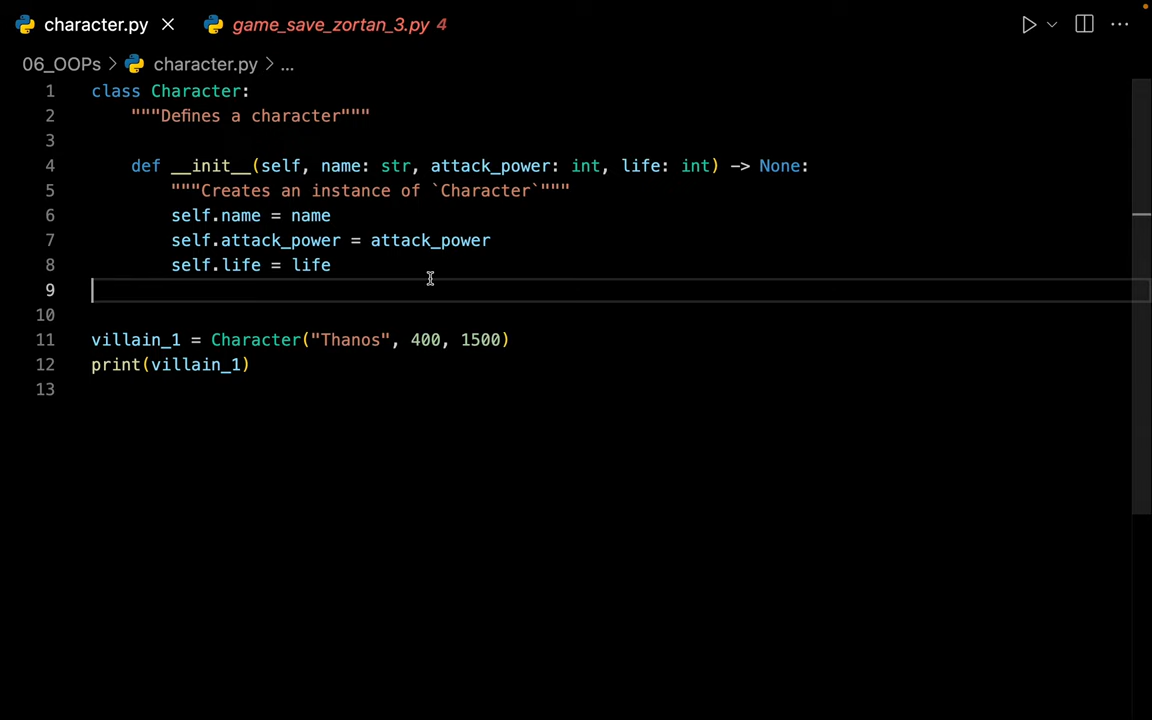 character.py game_save_zortan_3.py 4
06_OOPs > character.py > ...
1 class Character:
2     """Defines a character"""
3
4     def __init__(self, name: str, attack_power: int, life: int) -> None:
5         """Creates an instance of `Character`"""
6         self.name = name
7         self.attack_power = attack_power
8         self.life = life
9
10
11 villain_1 = Character("Thanos", 400, 1500)
12 print(villain_1)
13